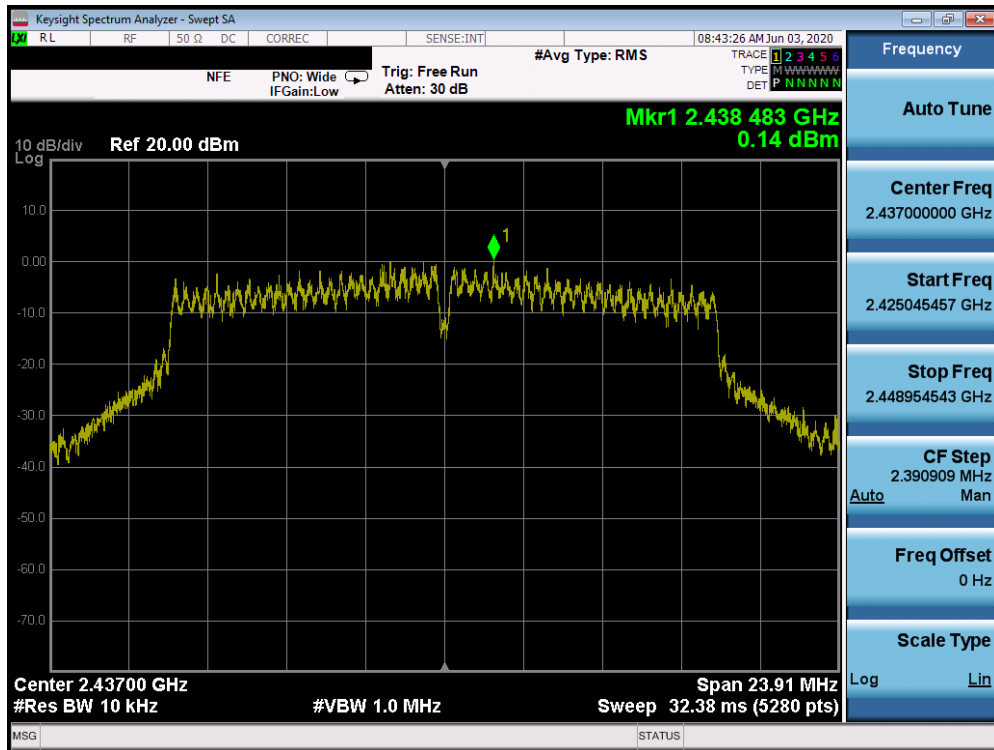 Keysight Spectrum Analyzer - Swept SA
LXI RL RF 50 Ω DC CORREC SENSE:INT 08:43:26 AM Jun 03, 2020
#Avg Type: RMS TRACE 1 2 3 4 5 6
NFE PNO: Wide Trig: Free Run TYPE M W W W W W
IFGain:Low Atten: 30 dB DET P N N N N N
Mkr1 2.438 483 GHz
0.14 dBm
10 dB/div Ref 20.00 dBm
Log
1
10.0
0.00
-10.0
-20.0
-30.0
-40.0
-50.0
-60.0
-70.0
Center 2.43700 GHz Span 23.91 MHz
#Res BW 10 kHz #VBW 1.0 MHz Sweep 32.38 ms (5280 pts)
MSG STATUS
Frequency
Auto Tune
Center Freq
2.437000000 GHz
Start Freq
2.425045457 GHz
Stop Freq
2.448954543 GHz
CF Step
2.390909 MHz
Auto Man
Freq Offset
0 Hz
Scale Type
Log Lin